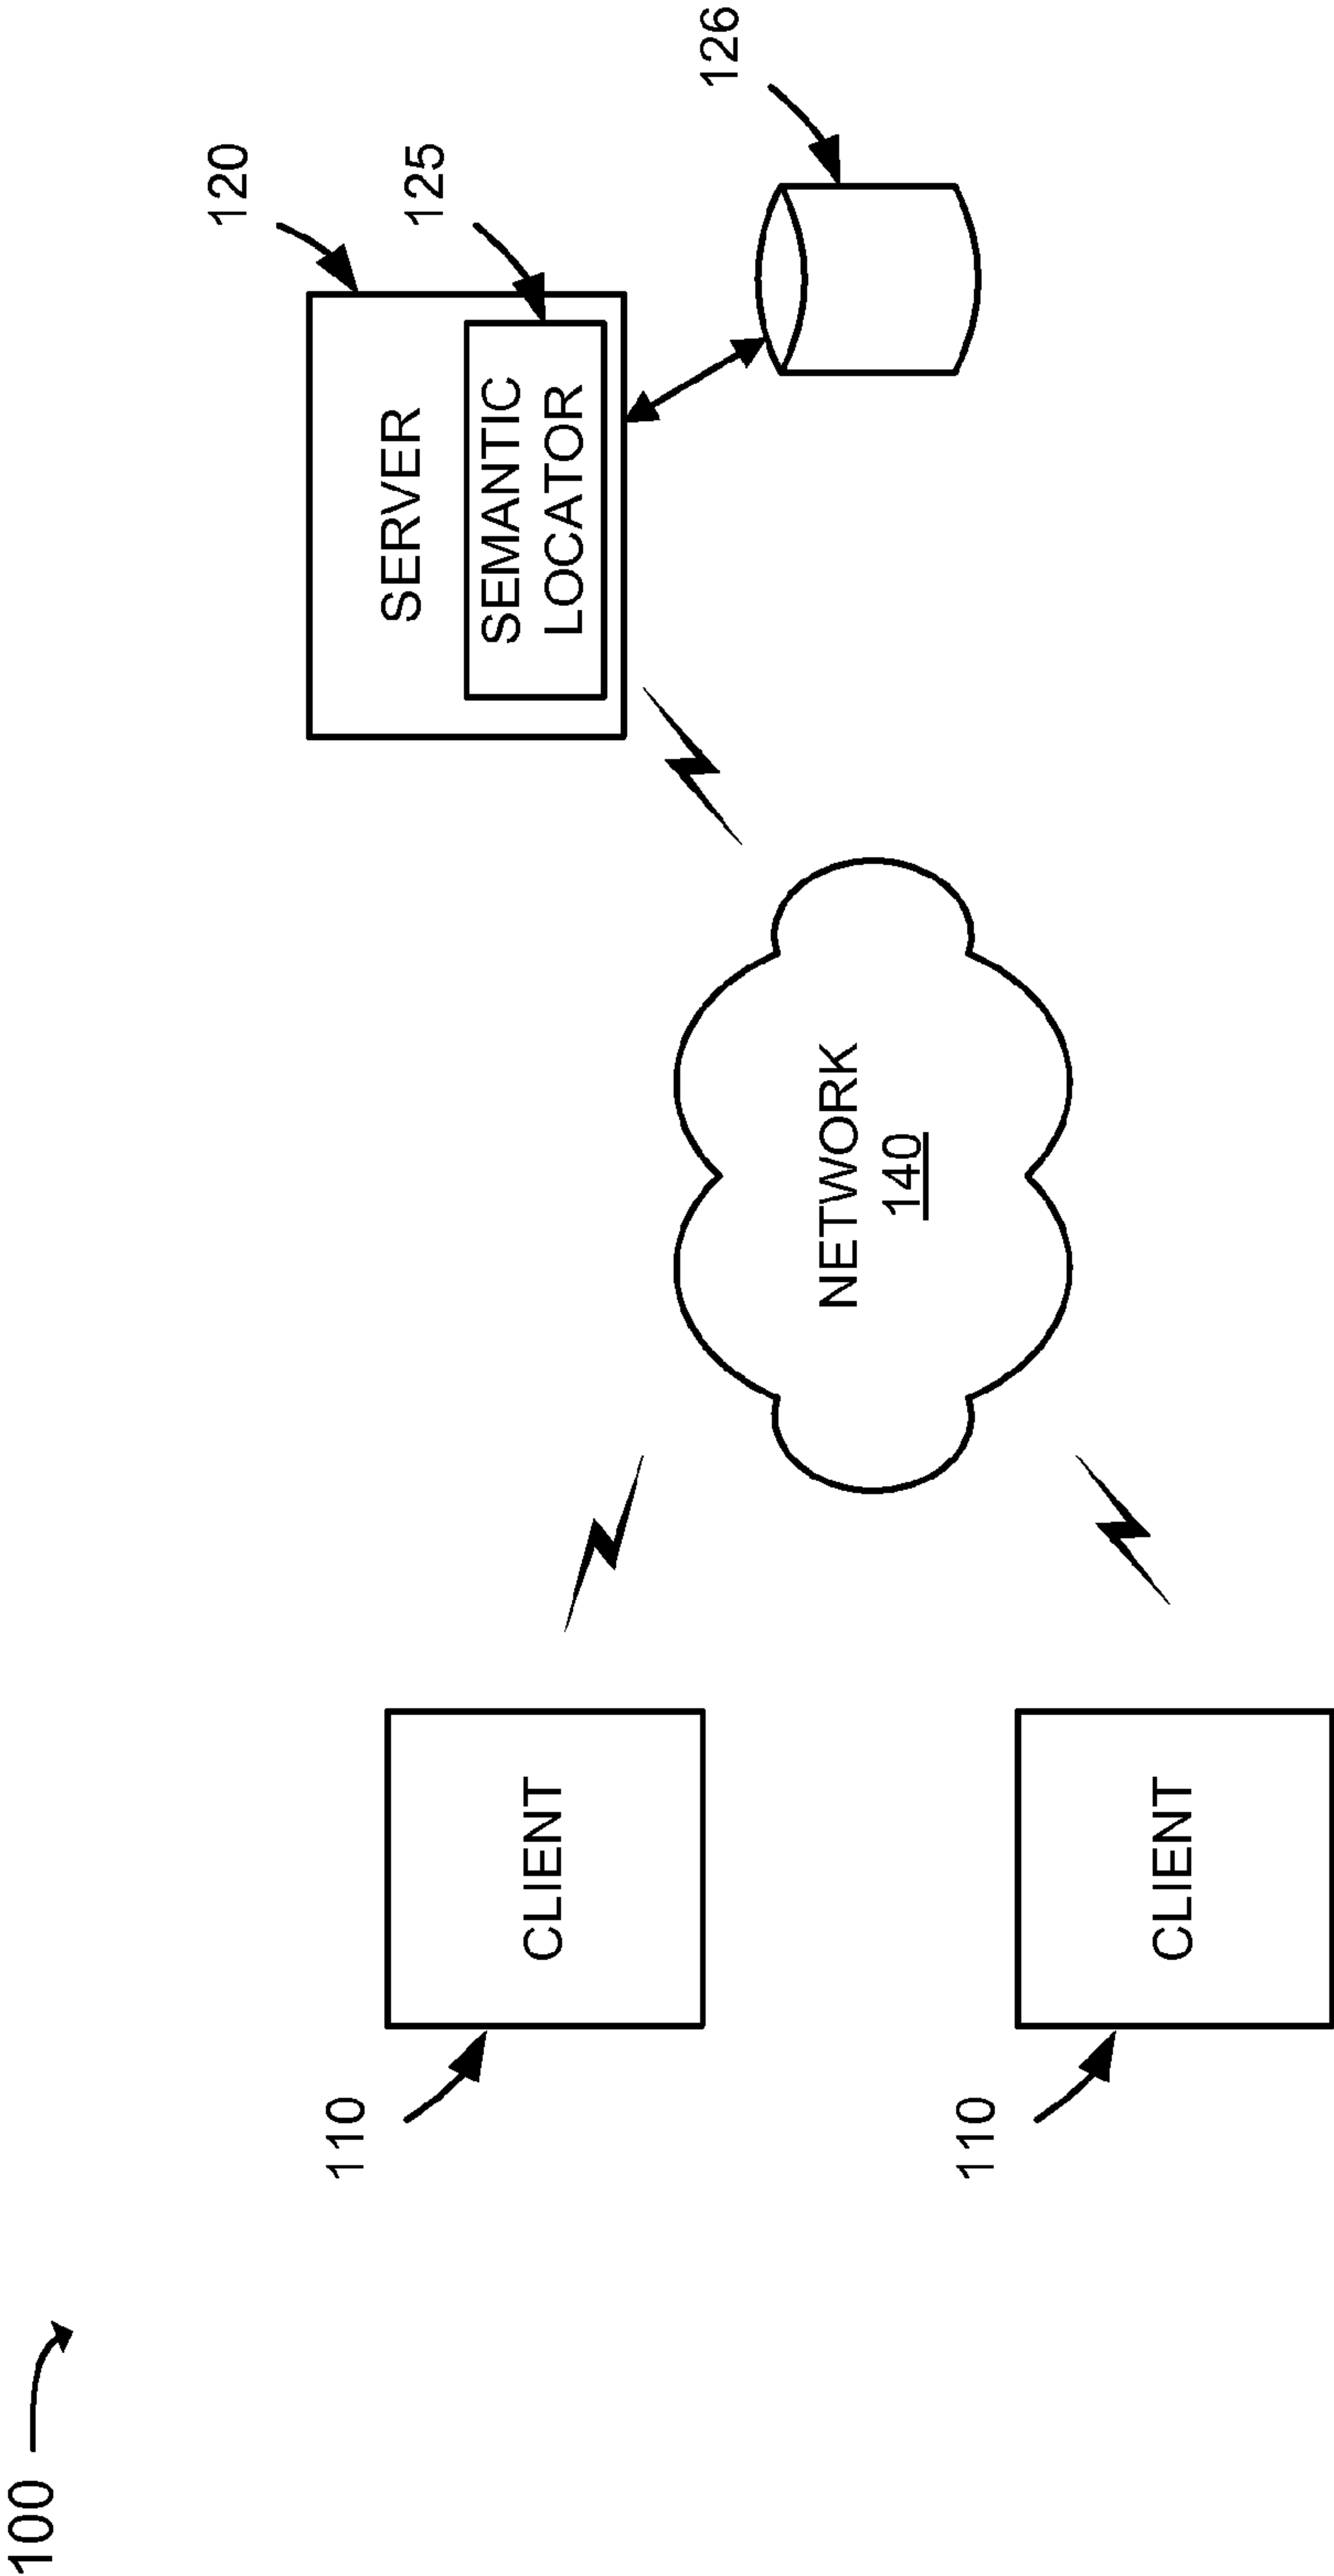 100
110
CLIENT
110
CLIENT
NETWORK
140
SERVER
SEMANTIC
LOCATOR
120
125
126